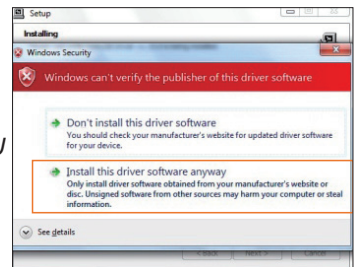 Setup
Installing
Windows Security
Windows can't verify the publisher of this driver software
Don't install this driver software
You should check your manufacturer's website for updated driver software
for your device.
Install this driver software anyway
Only install driver software obtained from your manufacturer's website or
disc. Unsigned software from other sources may harm your computer or steal
information.
See details
< Back Next > Cancel